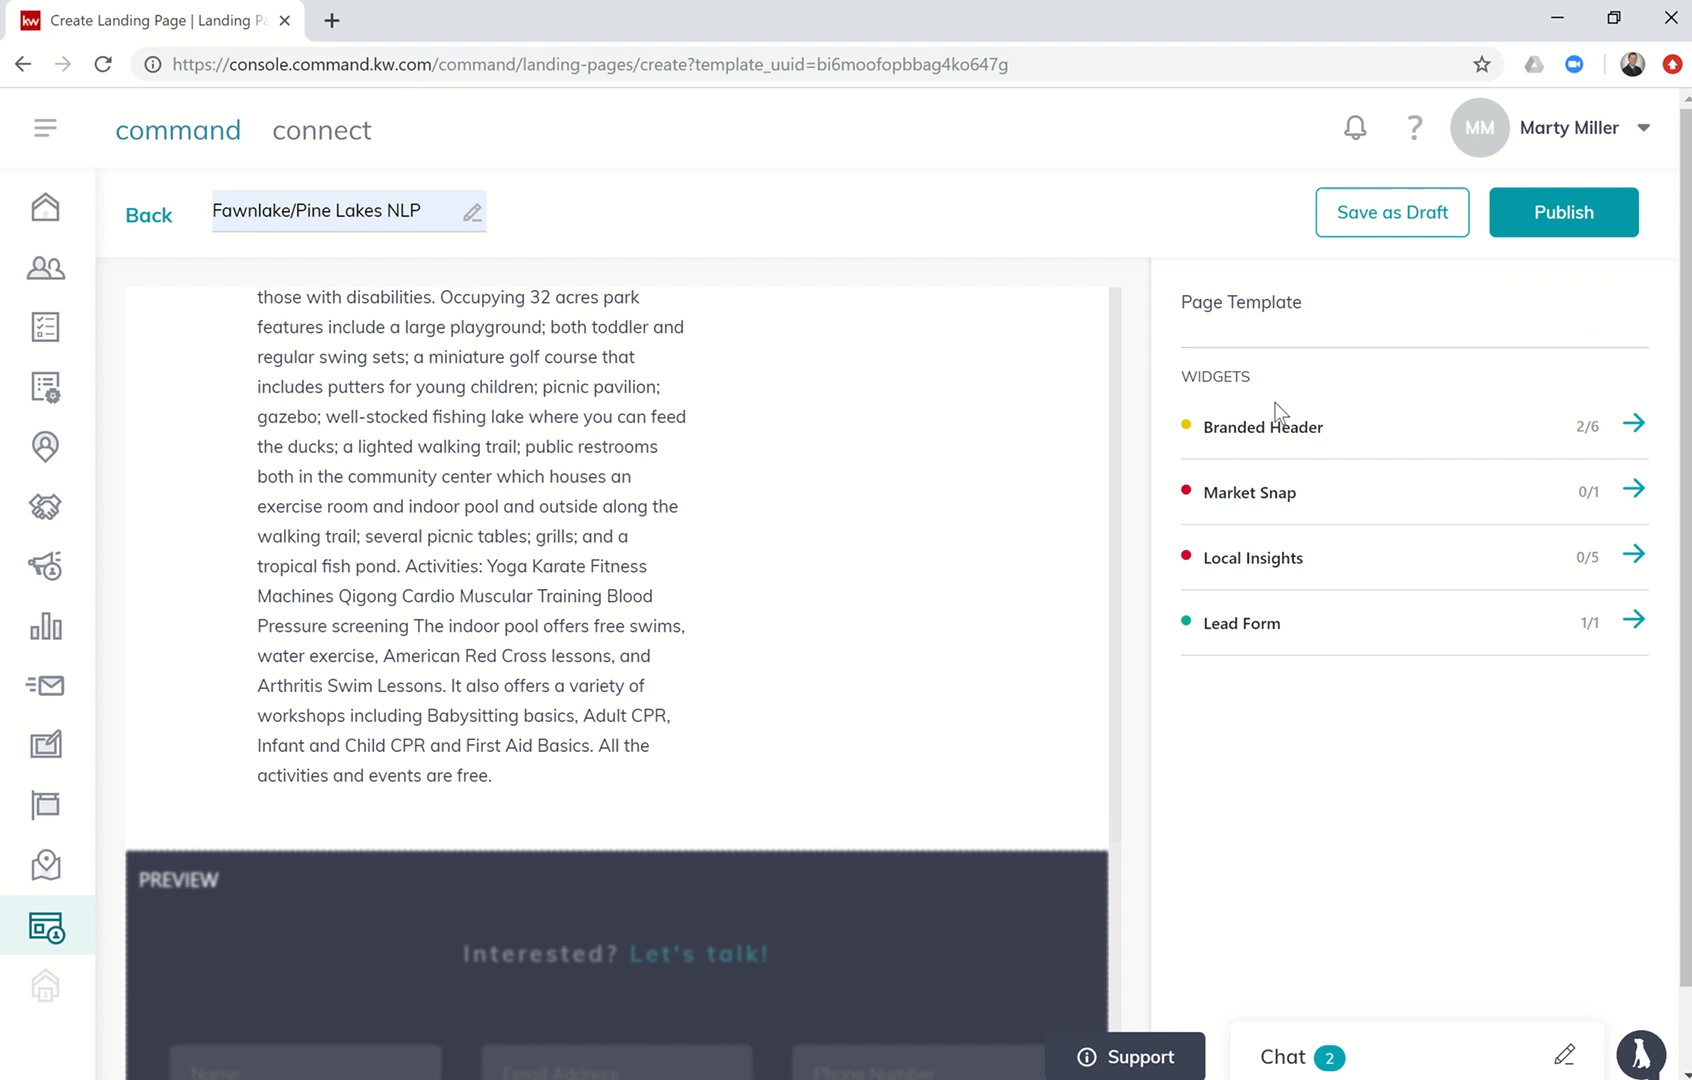 kw Create Landing Page | Landing Pa
https://console.command.kw.com/command/landing-pages/create?template_uuid=bi6moofopbbag4ko647g
command connect
? MM Marty Miller
Back Fawnlake/Pine Lakes NLP Save as Draft Publish
those with disabilities. Occupying 32 acres park
features include a large playground; both toddler and
regular swing sets; a miniature golf course that
includes putters for young children; picnic pavilion;
gazebo; well-stocked fishing lake where you can feed
the ducks; a lighted walking trail; public restrooms
both in the community center which houses an
exercise room and indoor pool and outside along the
walking trail; several picnic tables; grills; and a
tropical fish pond. Activities: Yoga Karate Fitness
Machines Qigong Cardio Muscular Training Blood
Pressure screening The indoor pool offers free swims,
water exercise, American Red Cross lessons, and
Arthritis Swim Lessons. It also offers a variety of
workshops including Babysitting basics, Adult CPR,
Infant and Child CPR and First Aid Basics. All the
activities and events are free.
PREVIEW
Interested? Let's talk!
Name Email Address Phone Number
Page Template
WIDGETS
Branded Header 2/6
Market Snap 0/1
Local Insights 0/5
Lead Form 1/1
Support
Chat 2